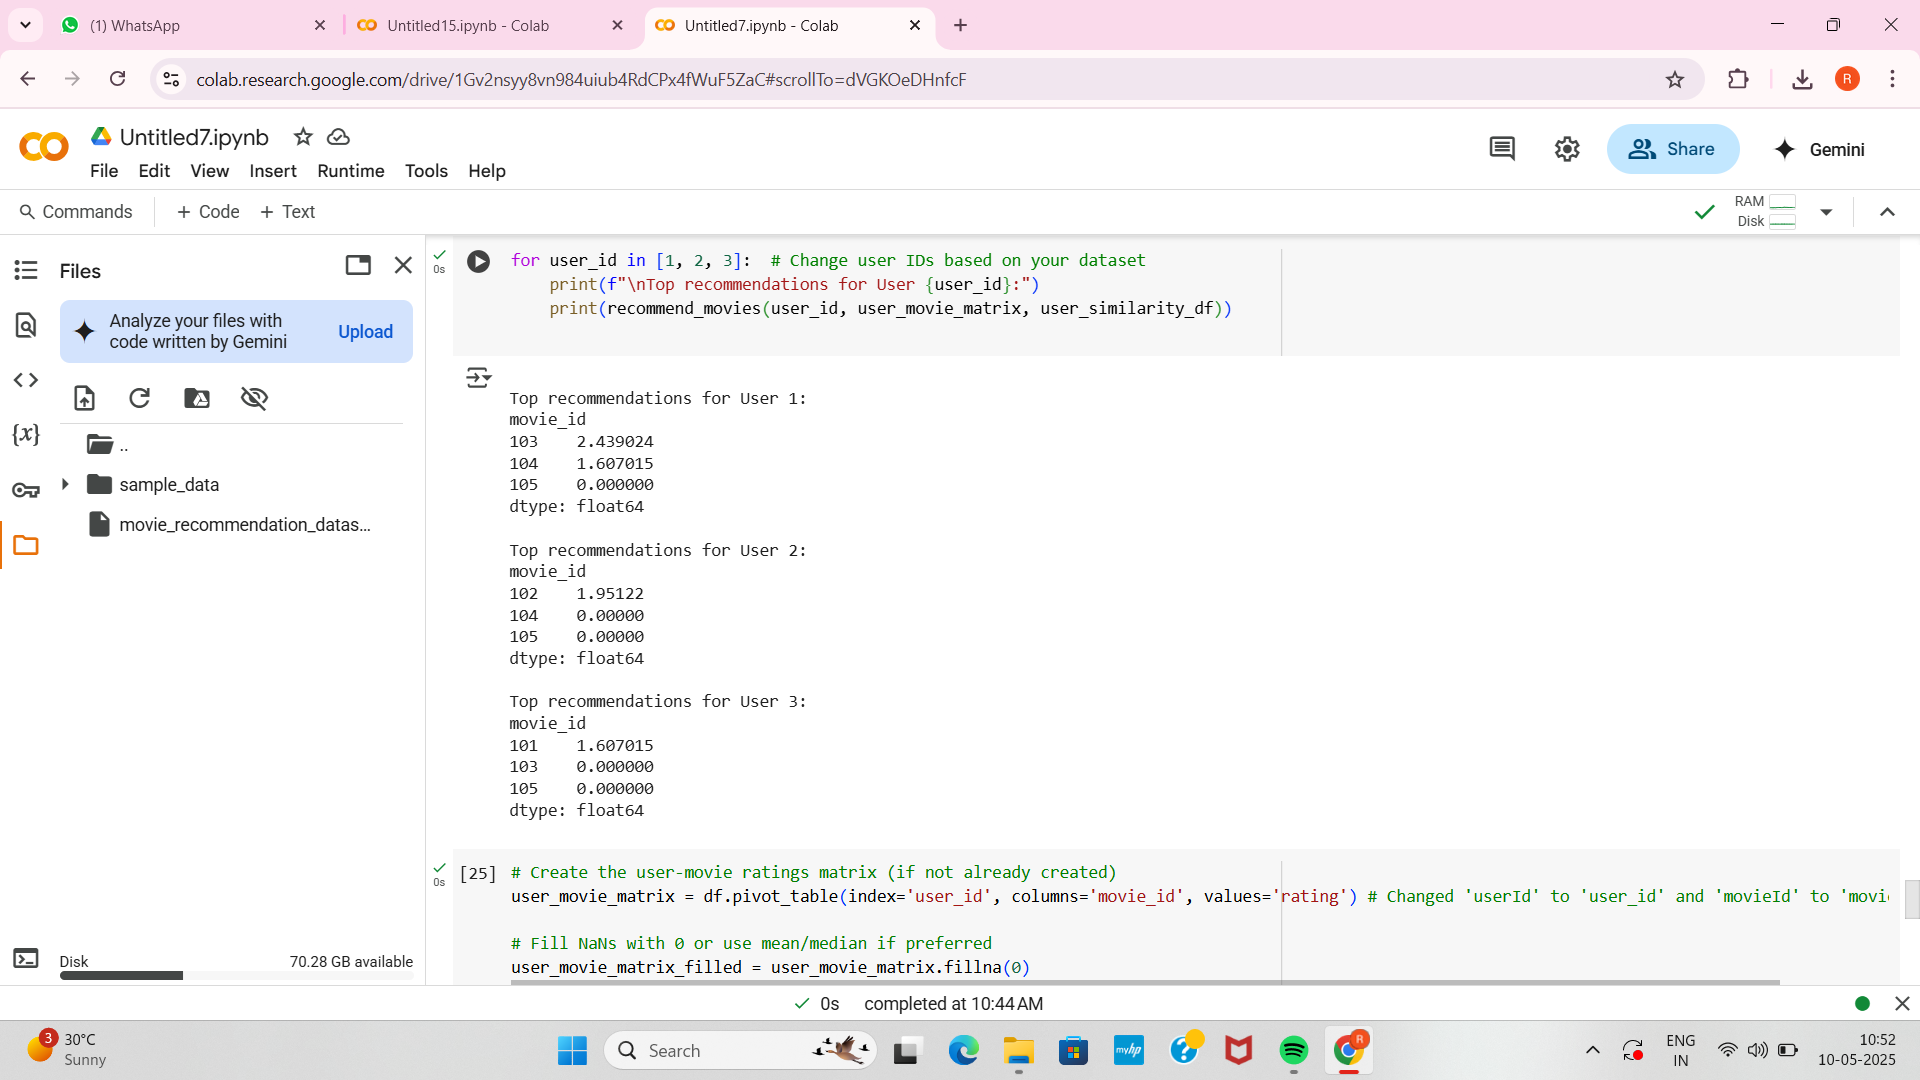 (1) WhatsApp
Untitled15.ipynb - Colab
Untitled7.ipynb - Colab
colab.research.google.com/drive/1Gv2nsyy8vn984uiub4RdCPx4fWuF5ZaC#scrollTo=dVGKOeDHnfcF
R
Untitled7.ipynb
File Edit View Insert Runtime Tools Help
Share
Gemini
Commands
+ Code + Text
RAM
Disk
Files
Analyze your files with
code written by Gemini
Upload
{x}
..
sample_data
movie_recommendation_datas...
Disk
70.28 GB available
0s
for user_id in [1, 2, 3]:  # Change user IDs based on your dataset
    print(f"\nTop recommendations for User {user_id}:")
    print(recommend_movies(user_id, user_movie_matrix, user_similarity_df))
Top recommendations for User 1:
movie_id
103    2.439024
104    1.607015
105    0.000000
dtype: float64
Top recommendations for User 2:
movie_id
102    1.95122
104    0.00000
105    0.00000
dtype: float64
Top recommendations for User 3:
movie_id
101    1.607015
103    0.000000
105    0.000000
dtype: float64
0s
[25] # Create the user-movie ratings matrix (if not already created)
user_movie_matrix = df.pivot_table(index='user_id', columns='movie_id', values='rating') # Changed 'userId' to 'user_id' and 'movieId' to 'movi
# Fill NaNs with 0 or use mean/median if preferred
user_movie_matrix_filled = user_movie_matrix.fillna(0)
0s completed at 10:44 AM
3
30°C
Sunny
Search
myhp
R
ENG
IN
10:52
10-05-2025